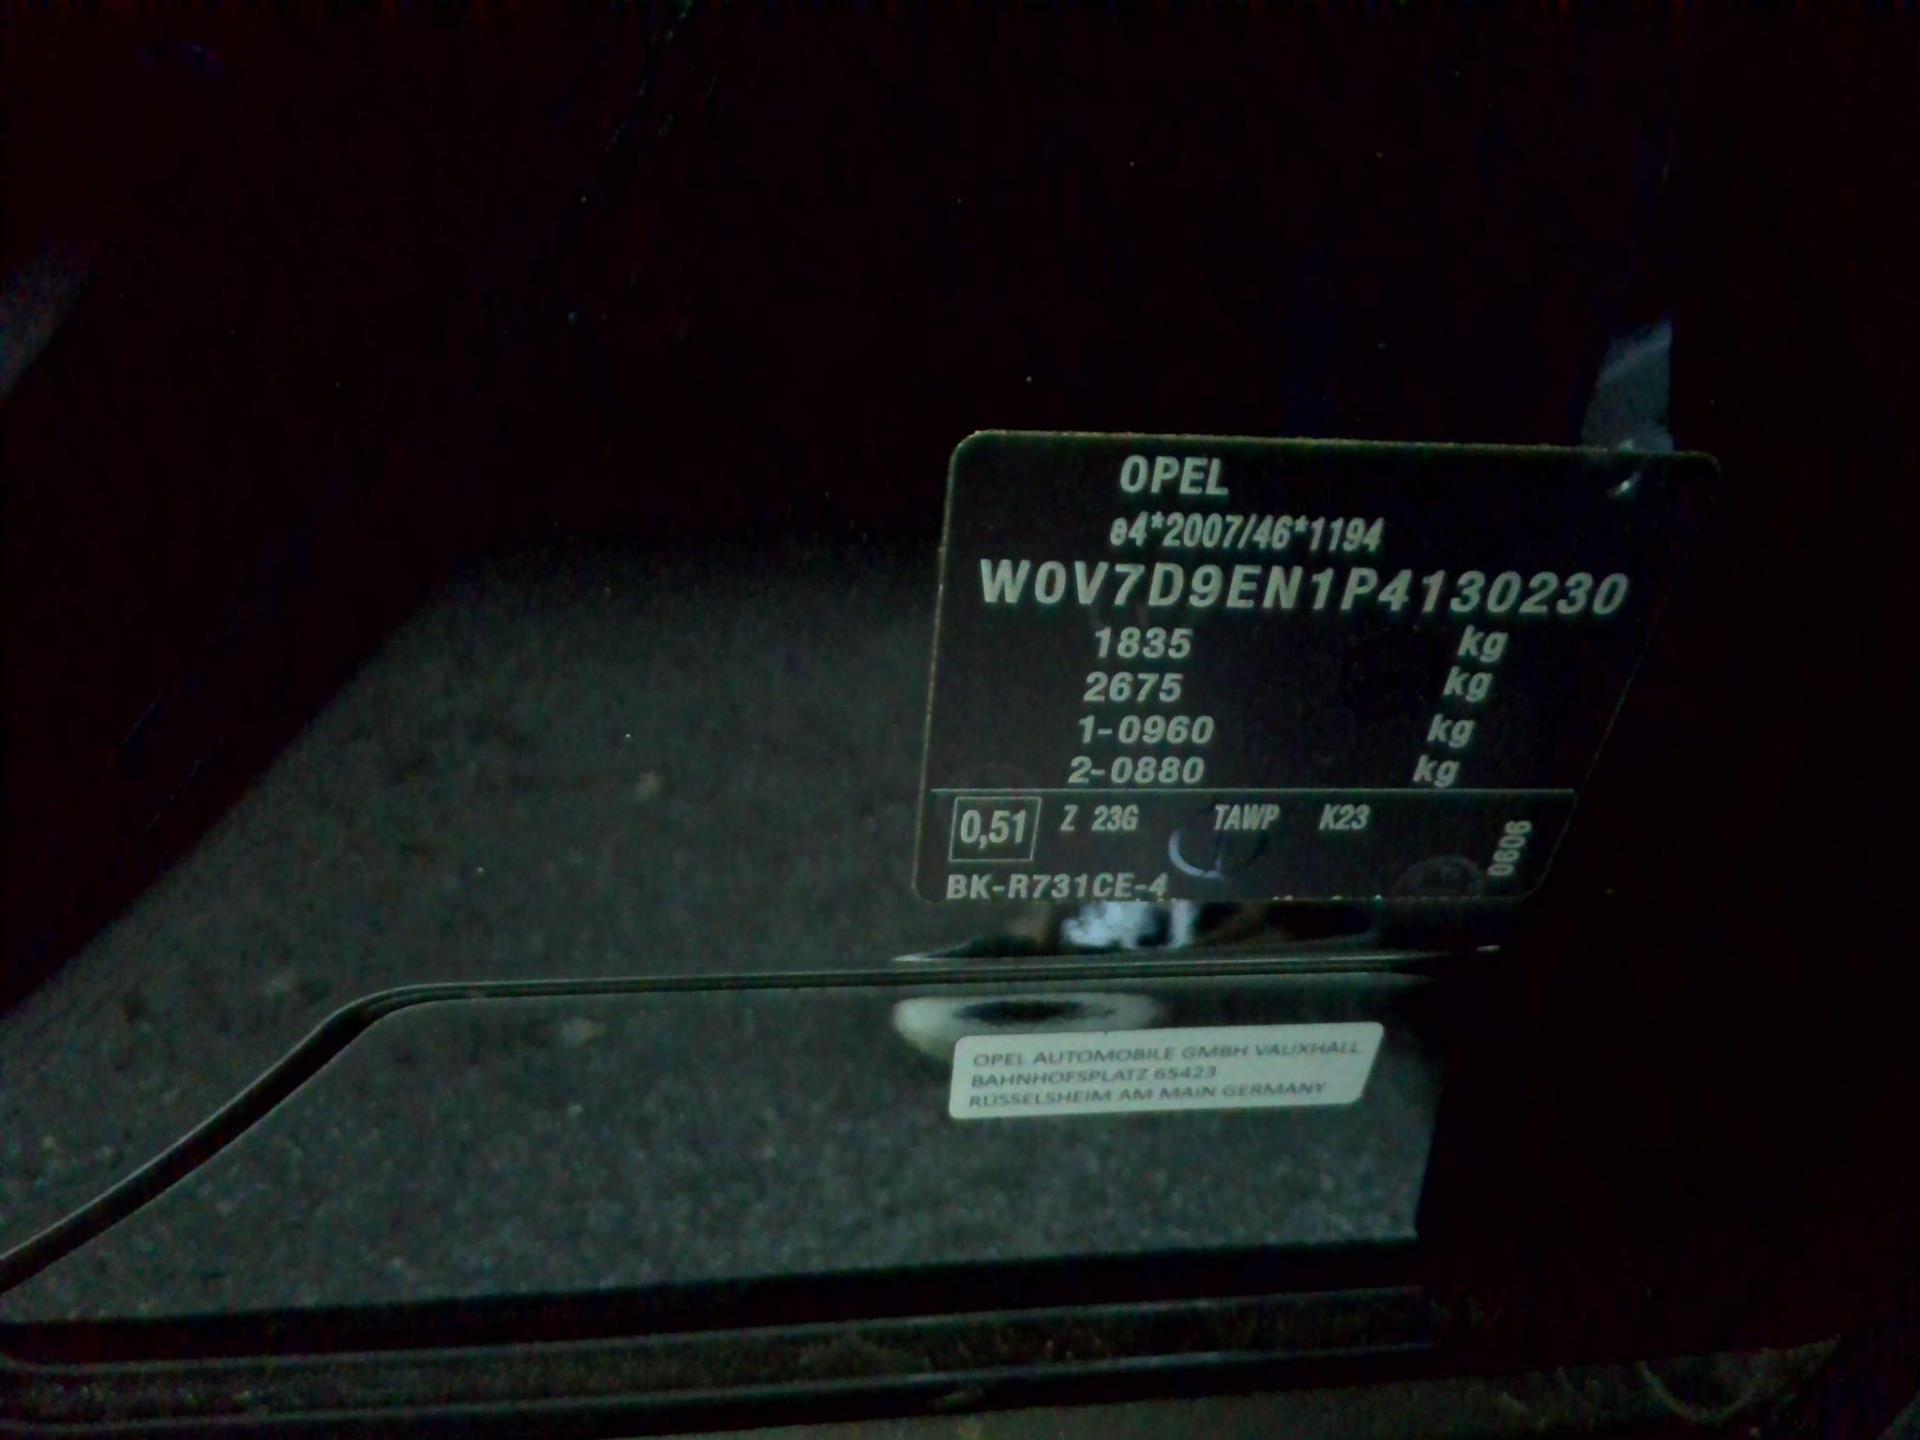 OPEL
e4*2007/46*1194
W0V7D9EN1P4130230
1835 kg
2675 kg
1-0960 kg
2-0880 kg
0,51 Z 23G TAWP K23
0606
BK-R731CE-4
OPEL AUTOMOBILE GMBH VAUXHALL
BAHNHOFSPLATZ 65423
RÜSSELSHEIM AM MAIN GERMANY